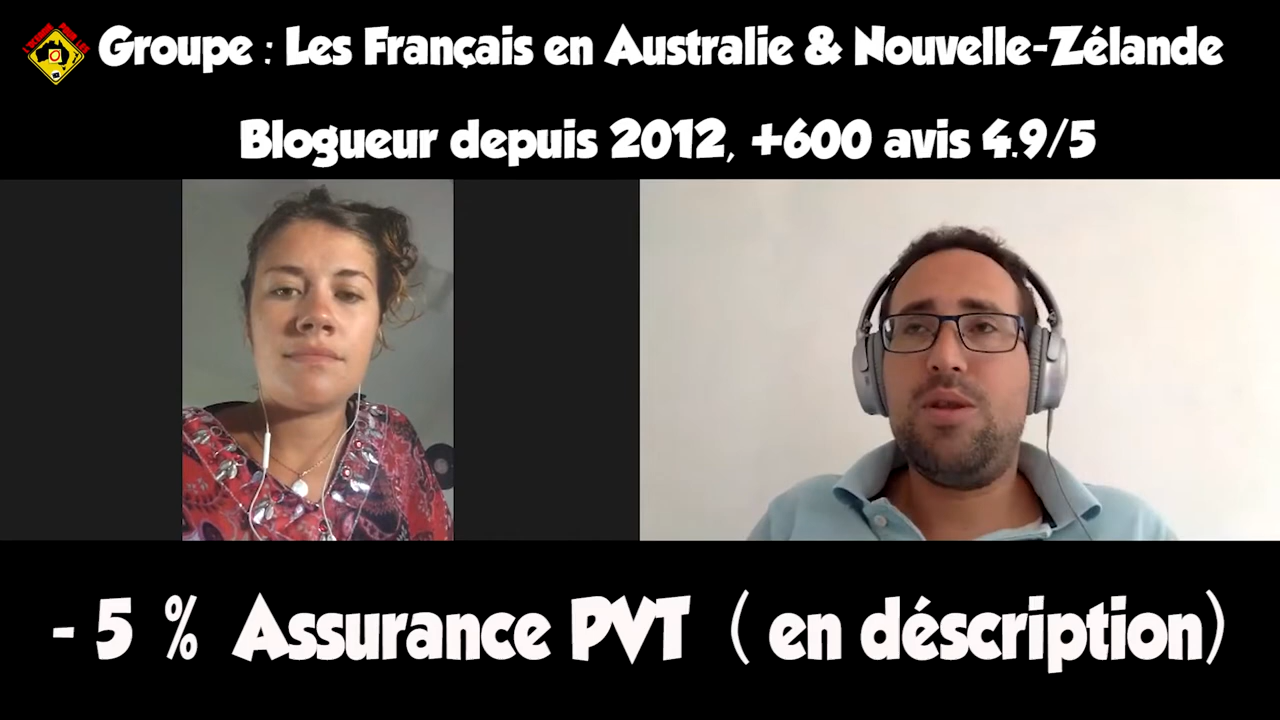 Groupe : Les Français en Australie & Nouvelle-Zélande
Blogueur depuis 2012, +600 avis 4.9/5
- 5 % Assurance PVT ( en déscription)